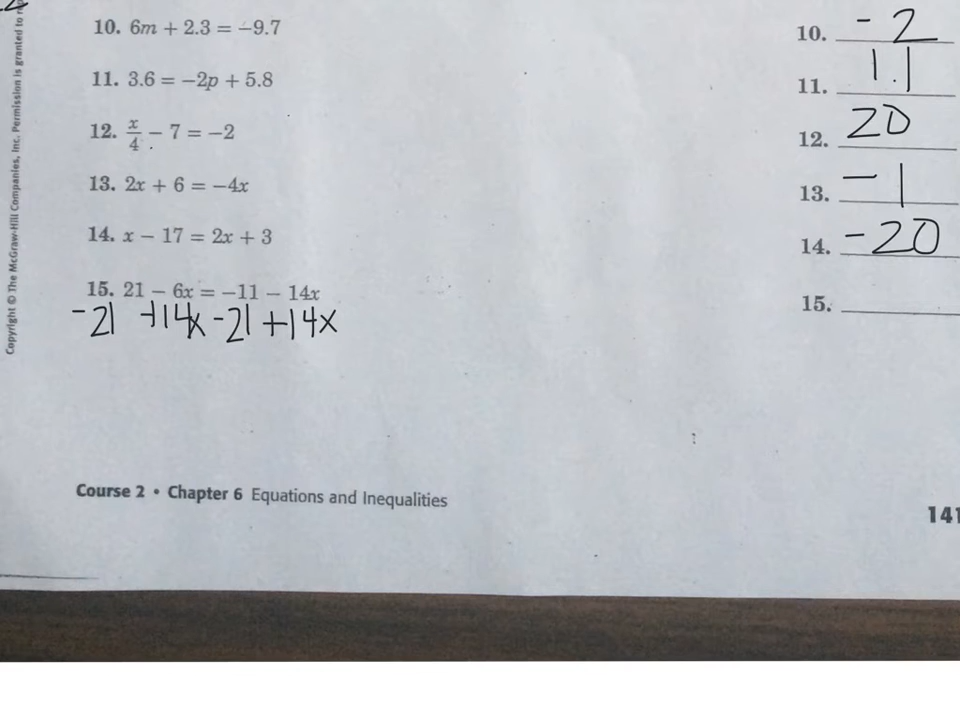 10. 6m + 2.3 = −9.7
11. 3.6 = −2p + 5.8
12. x/4 − 7 = −2
13. 2x + 6 = −4x
14. x − 17 = 2x + 3
15. 21 − 6x = −11 − 14x
-21 +14x -21 +14x
10. -2
11. 1.1
12. 20
13. -1
14. -20
15.
Copyright © The McGraw-Hill Companies, Inc. Permission is granted to
Course 2 • Chapter 6 Equations and Inequalities
141